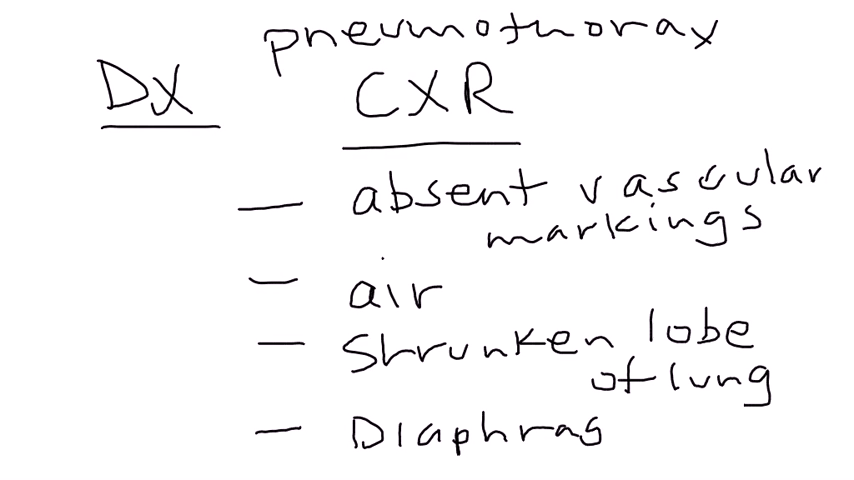 pneumothorax
Dx CXR
— absent vascular
markings
— air
— Shrunken lobe
of lung
— Diaphrag